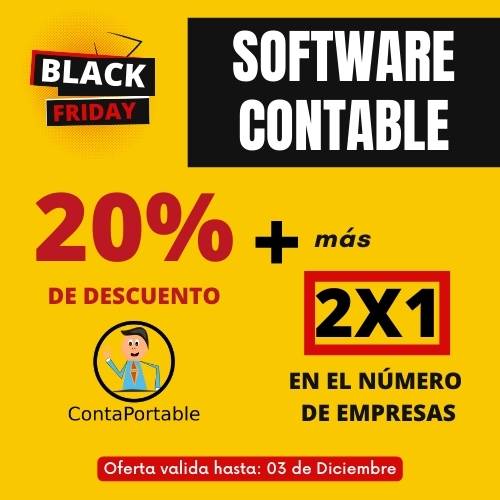 BLACK
FRIDAY
SOFTWARE
CONTABLE
20%
DE DESCUENTO
+ más
2X1
EN EL NÚMERO
DE EMPRESAS
ContaPortable
Oferta valida hasta: 03 de Diciembre